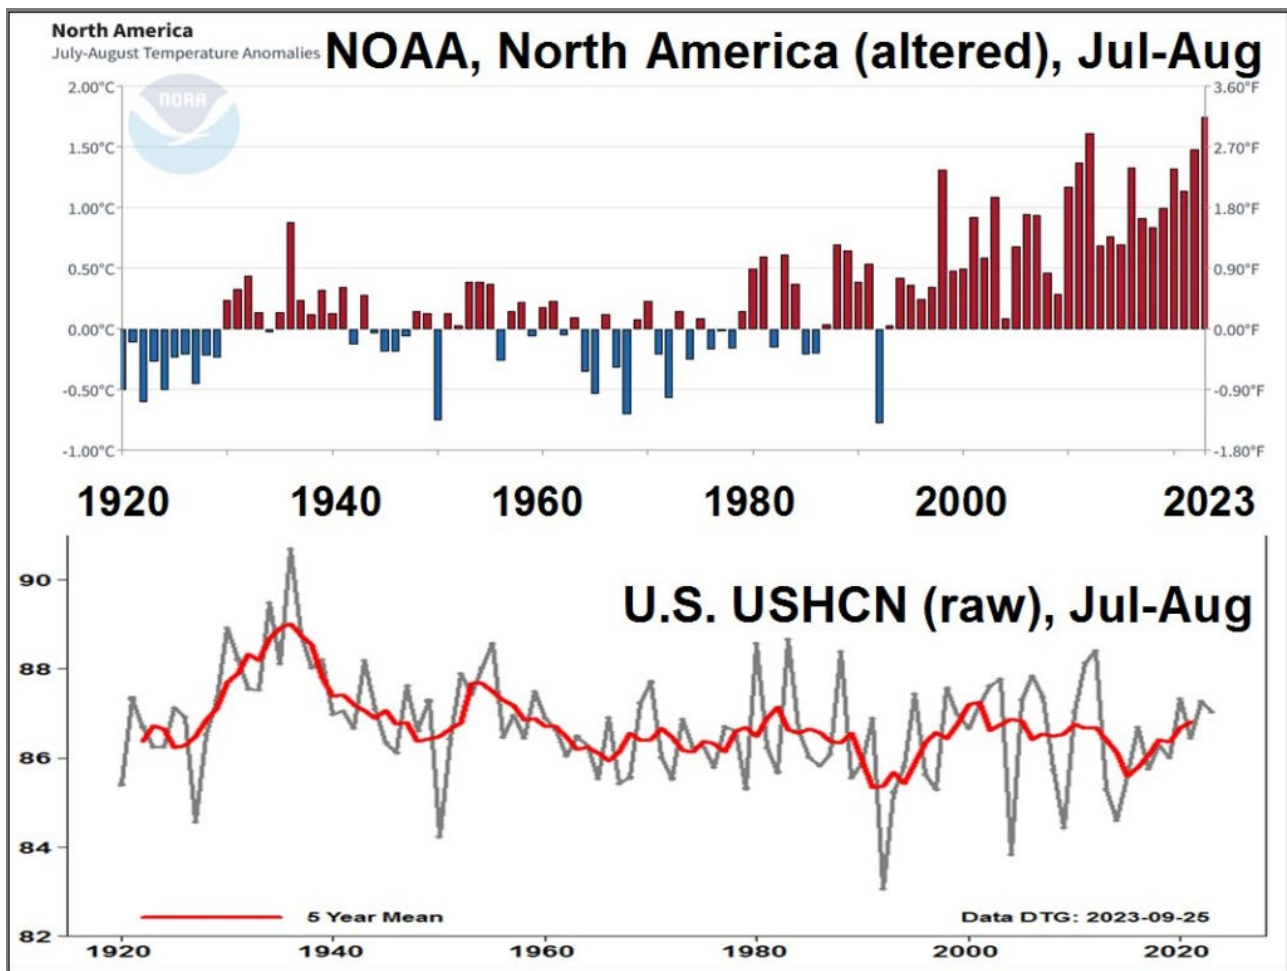 North America
July-August Temperature Anomalies
NOAA, North America (altered), Jul-Aug
NOAA
2.00°C 3.60°F
1.50°C 2.70°F
1.00°C 1.80°F
0.50°C 0.90°F
0.00°C 0.00°F
-0.50°C -0.90°F
-1.00°C -1.80°F
1920 1940 1960 1980 2000 2023
U.S. USHCN (raw), Jul-Aug
90
88
86
84
82
5 Year Mean Data DTG: 2023-09-25
1920 1940 1960 1980 2000 2020